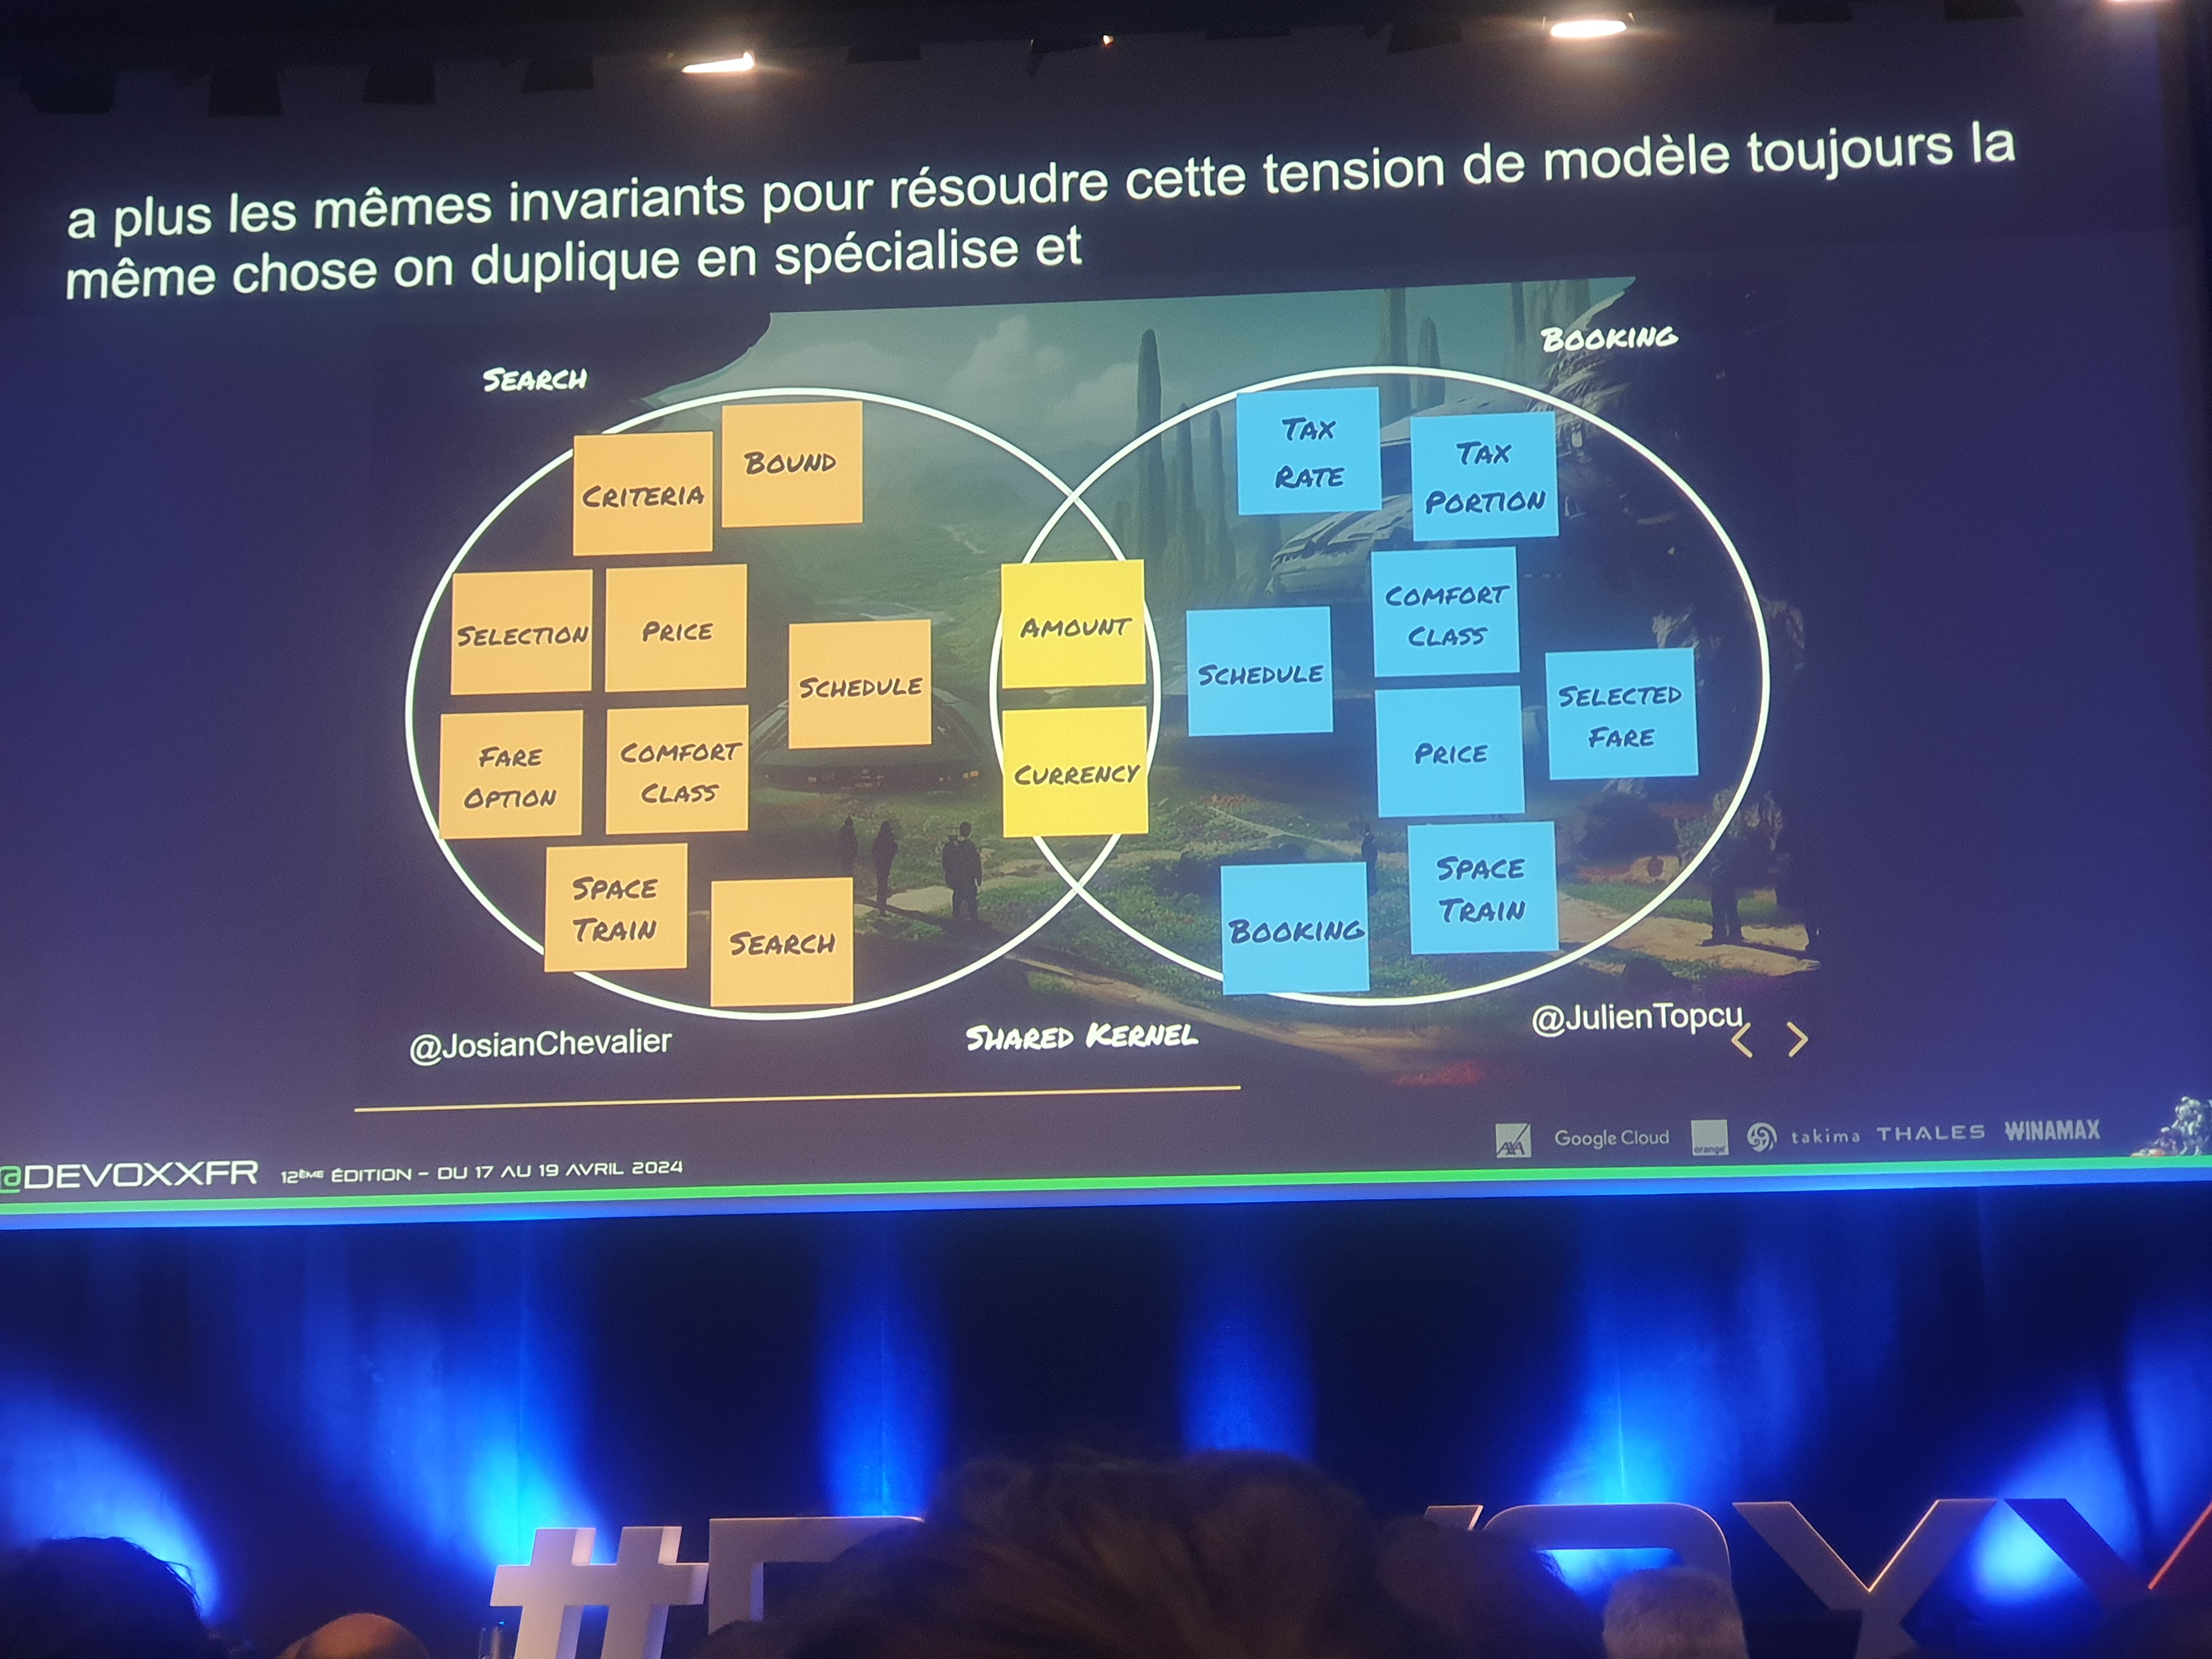 a plus les mêmes invariants pour résoudre cette tension de modèle toujours la
même chose on duplique en spécialise et
SEARCH
BOOKING
CRITERIA
BOUND
SELECTION
PRICE
SCHEDULE
FARE
OPTION
COMFORT
CLASS
SPACE
TRAIN
SEARCH
AMOUNT
CURRENCY
TAX
RATE
TAX
PORTION
COMFORT
CLASS
SCHEDULE
SELECTED
FARE
PRICE
SPACE
TRAIN
BOOKING
@JosianChevalier
SHARED KERNEL
@JulienTopcu
@DEVOXXFR
12ÈME ÉDITION - DU 17 AU 19 AVRIL 2024
AXA
Google Cloud
orange
takima
THALES
WINAMAX